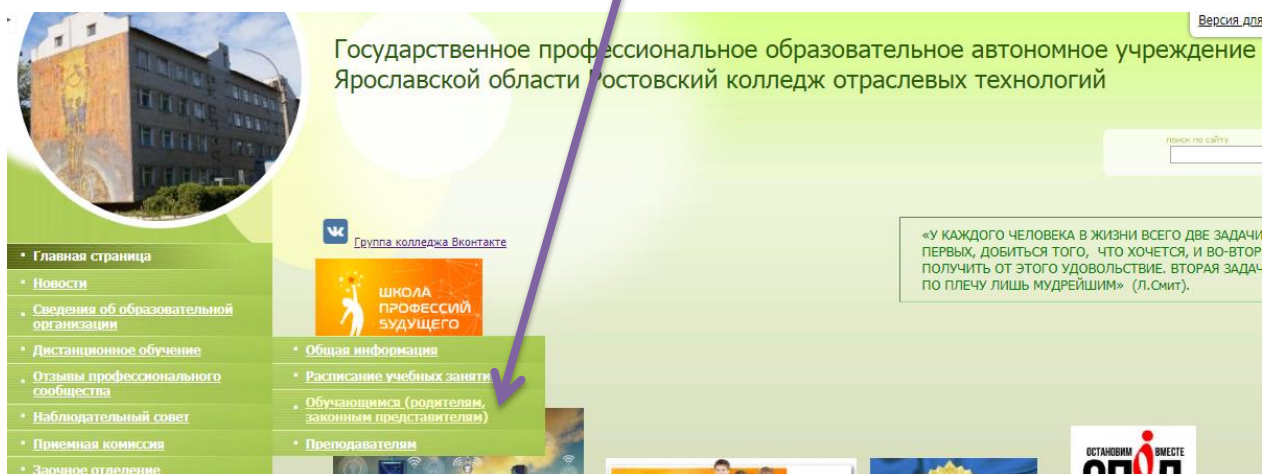 Версия для
Государственное профессиональное образовательное автономное учреждение
Ярославской области Ростовский колледж отраслевых технологий
поиск по сайту
Группа колледжа Вконтакте
«У КАЖДОГО ЧЕЛОВЕКА В ЖИЗНИ ВСЕГО ДВЕ ЗАДАЧИ
ПЕРВЫХ, ДОБИТЬСЯ ТОГО, ЧТО ХОЧЕТСЯ, И ВО-ВТОР
ПОЛУЧИТЬ ОТ ЭТОГО УДОВОЛЬСТВИЕ. ВТОРАЯ ЗАДАЧ
ПО ПЛЕЧУ ЛИШЬ МУДРЕЙШИМ» (Л.Смит).
ШКОЛА
ПРОФЕССИЙ
БУДУЩЕГО
Главная страница
Новости
Сведения об образовательной
организации
Дистанционное обучение
Отзывы профессионального
сообщества
Наблюдательный совет
Приемная комиссия
Заочное отделение
Общая информация
Расписание учебных заняти
Обучающимся (родителям,
законным представителям)
Преподавателям
ОСТАНОВИМ ВМЕСТЕ